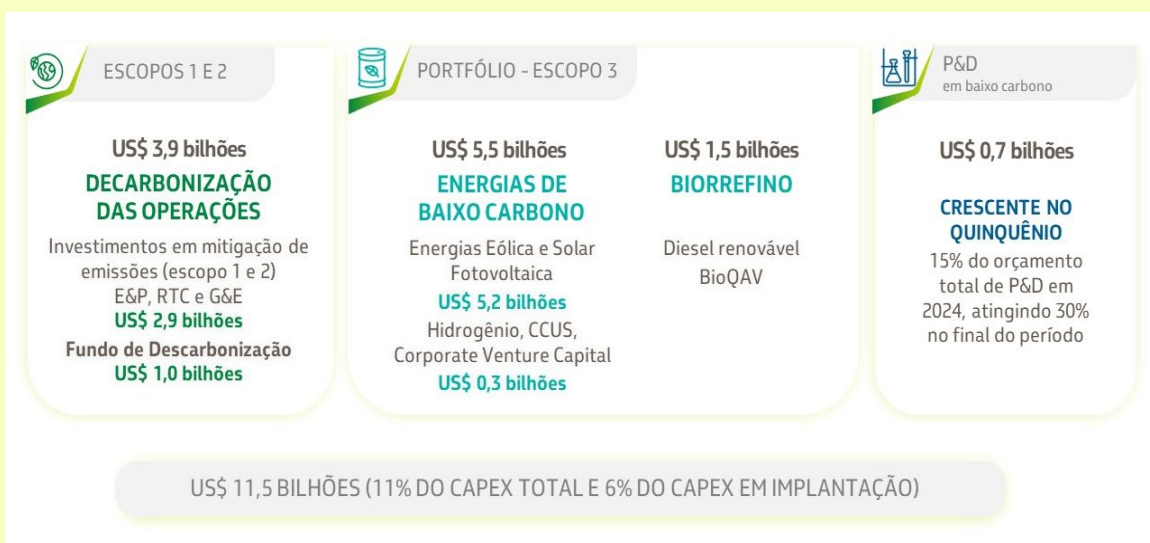 ESCOPOS 1 E 2
US$ 3,9 bilhões
DECARBONIZAÇÃO
DAS OPERAÇÕES
Investimentos em mitigação de
emissões (escopo 1 e 2)
E&P, RTC e G&E
US$ 2,9 bilhões
Fundo de Descarbonização
US$ 1,0 bilhões
PORTFÓLIO - ESCOPO 3
US$ 5,5 bilhões
ENERGIAS DE
BAIXO CARBONO
Energias Eólica e Solar
Fotovoltaica
US$ 5,2 bilhões
Hidrogênio, CCUS,
Corporate Venture Capital
US$ 0,3 bilhões
US$ 1,5 bilhões
BIORREFINO
Diesel renovável
BioQAV
P&D
em baixo carbono
US$ 0,7 bilhões
CRESCENTE NO
QUINQUÊNIO
15% do orçamento
total de P&D em
2024, atingindo 30%
no final do período
US$ 11,5 BILHÕES (11% DO CAPEX TOTAL E 6% DO CAPEX EM IMPLANTAÇÃO)